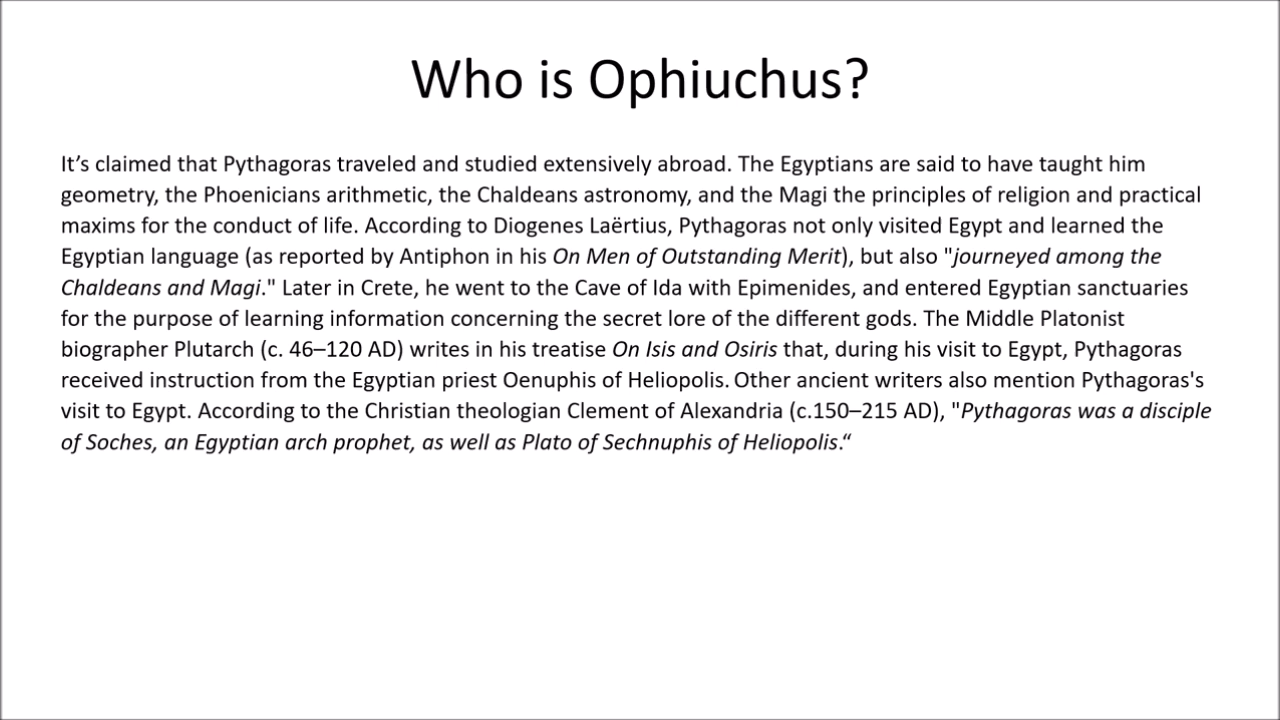 Who is Ophiuchus?
It’s claimed that Pythagoras traveled and studied extensively abroad. The Egyptians are said to have taught him
geometry, the Phoenicians arithmetic, the Chaldeans astronomy, and the Magi the principles of religion and practical
maxims for the conduct of life. According to Diogenes Laërtius, Pythagoras not only visited Egypt and learned the
Egyptian language (as reported by Antiphon in his On Men of Outstanding Merit), but also "journeyed among the
Chaldeans and Magi." Later in Crete, he went to the Cave of Ida with Epimenides, and entered Egyptian sanctuaries
for the purpose of learning information concerning the secret lore of the different gods. The Middle Platonist
biographer Plutarch (c. 46–120 AD) writes in his treatise On Isis and Osiris that, during his visit to Egypt, Pythagoras
received instruction from the Egyptian priest Oenuphis of Heliopolis. Other ancient writers also mention Pythagoras's
visit to Egypt. According to the Christian theologian Clement of Alexandria (c.150–215 AD), "Pythagoras was a disciple
of Soches, an Egyptian arch prophet, as well as Plato of Sechnuphis of Heliopolis.“